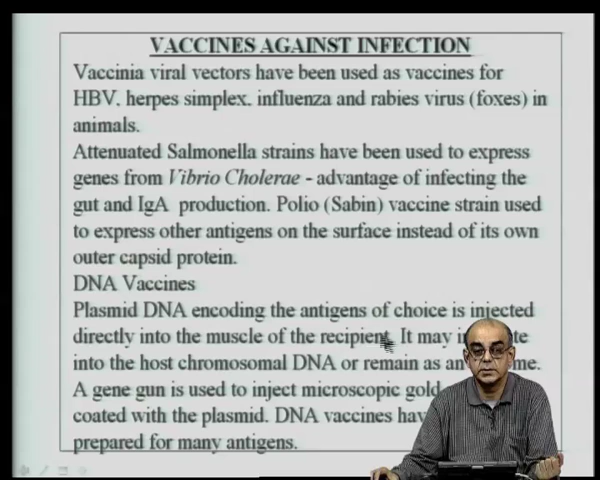 VACCINES AGAINST INFECTION
Vaccinia viral vectors have been used as vaccines for
HBV, herpes simplex, influenza and rabies virus (foxes) in
animals.
Attenuated Salmonella strains have been used to express
genes from Vibrio Cholerae - advantage of infecting the
gut and IgA production. Polio (Sabin) vaccine strain used
to express other antigens on the surface instead of its own
outer capsid protein.
DNA Vaccines
Plasmid DNA encoding the antigens of choice is injected
directly into the muscle of the recipient. It may
into the host chromosomal DNA or remain as an
A gene gun is used to inject microscopic gold
coated with the plasmid. DNA vaccines
prepared for many antigens.